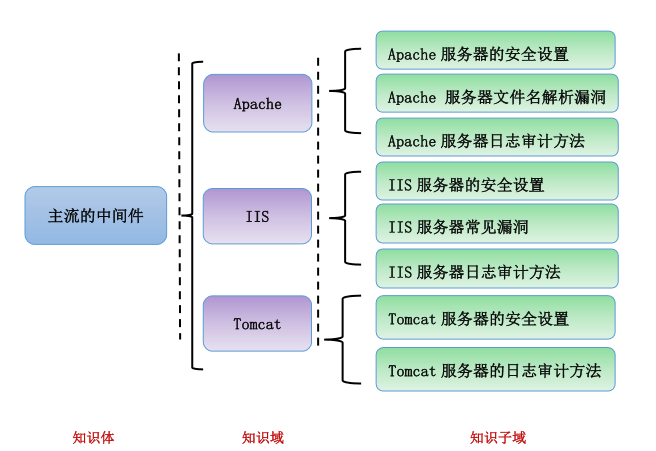 主流的中间件
Apache
IIS
Tomcat
Apache 服务器的安全设置
Apache 服务器文件名解析漏洞
Apache 服务器日志审计方法
IIS 服务器的安全设置
IIS 服务器常见漏洞
IIS 服务器日志审计方法
Tomcat 服务器的安全设置
Tomcat 服务器的日志审计方法
知识体
知识域
知识子域